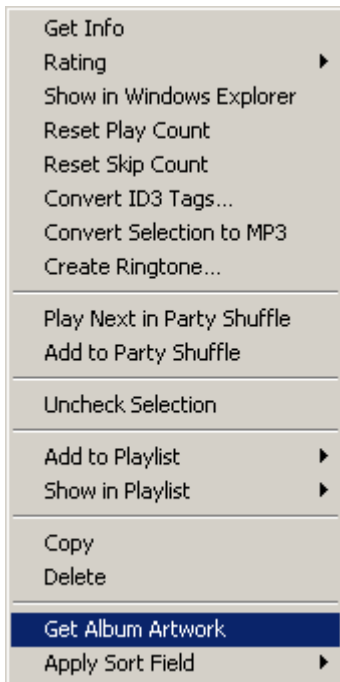 Get Info
Rating
Show in Windows Explorer
Reset Play Count
Reset Skip Count
Convert ID3 Tags...
Convert Selection to MP3
Create Ringtone...
Play Next in Party Shuffle
Add to Party Shuffle
Uncheck Selection
Add to Playlist
Show in Playlist
Copy
Delete
Get Album Artwork
Apply Sort Field